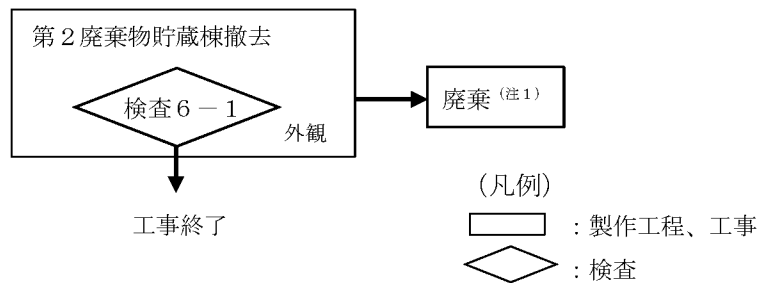 第２廃棄物貯蔵棟撤去
検査６－１
外観
廃棄（注１）
工事終了
（凡例）
：製作工程、工事
：検査